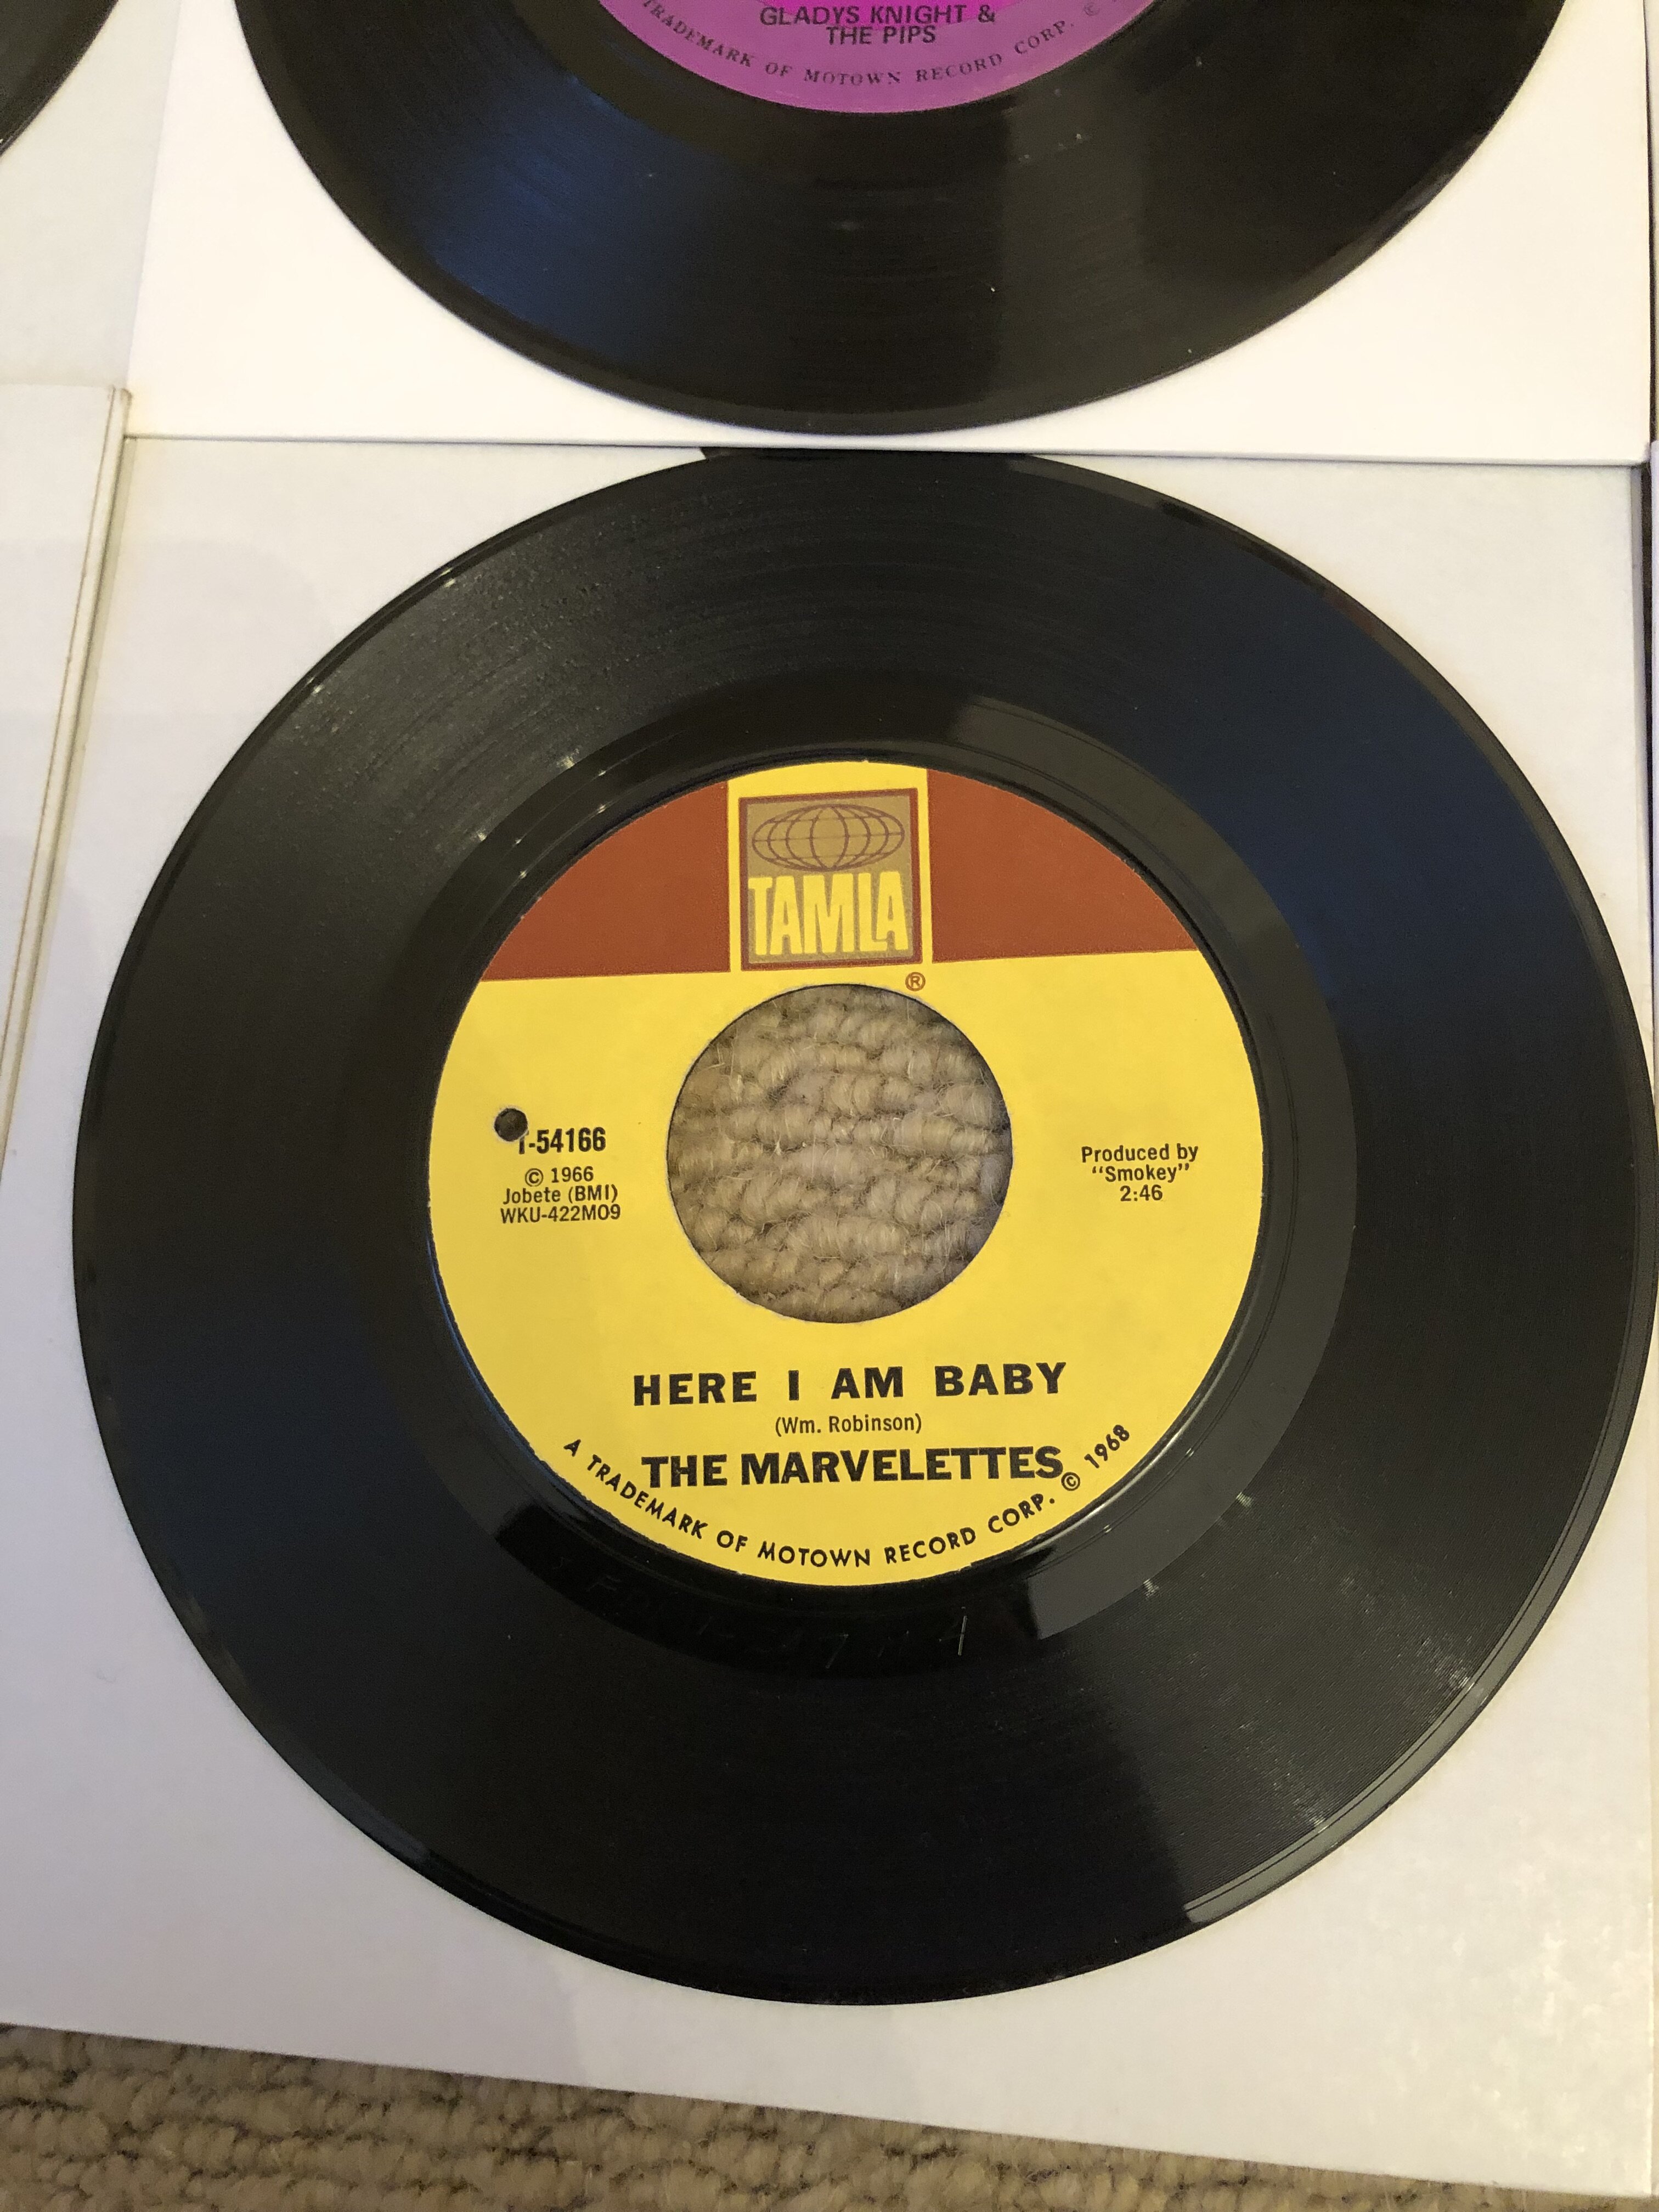 GLADYS KNIGHT &
THE PIPS
TRADEMARK OF MOTOWN RECORD CORP. ©
TAMLA
®
T-54166
© 1966
Jobete (BMI)
WKU-422M09
Produced by
"Smokey"
2:46
HERE I AM BABY
(Wm. Robinson)
THE MARVELETTES
A TRADEMARK OF MOTOWN RECORD CORP. © 1968